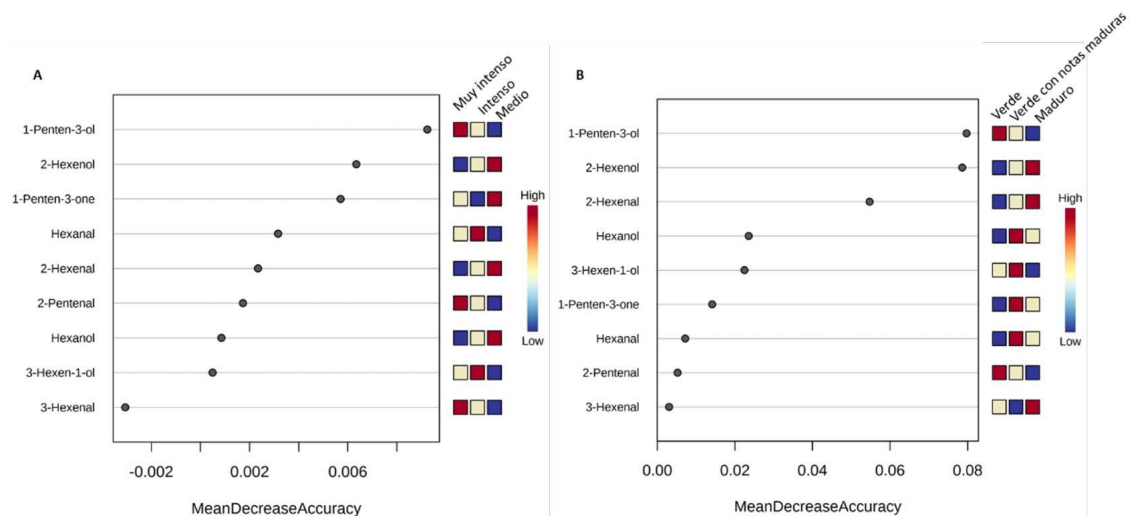 A
Muy intenso
Intenso
Medio
1-Penten-3-ol
2-Hexenol
1-Penten-3-one
Hexanal
2-Hexenal
2-Pentenal
Hexanol
3-Hexen-1-ol
3-Hexenal
High
Low
-0.002 0.002 0.006
MeanDecreaseAccuracy
B
Verde
Verde con notas maduras
Maduro
1-Penten-3-ol
2-Hexenol
2-Hexenal
Hexanol
3-Hexen-1-ol
1-Penten-3-one
Hexanal
2-Pentenal
3-Hexenal
High
Low
0.00 0.02 0.04 0.06 0.08
MeanDecreaseAccuracy